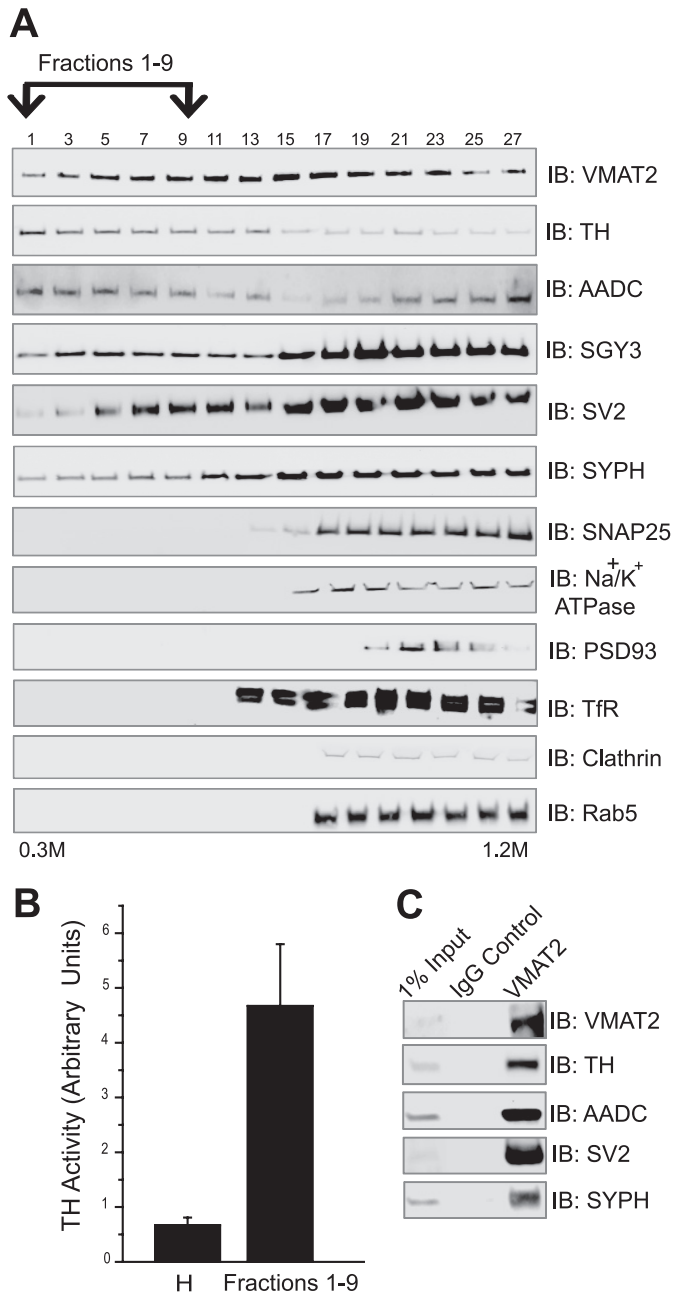 A
Fractions 1-9
1 3 5 7 9 11 13 15 17 19 21 23 25 27
IB: VMAT2
IB: TH
IB: AADC
IB: SGY3
IB: SV2
IB: SYPH
IB: SNAP25
IB: Na+/K+
ATPase
IB: PSD93
IB: TfR
IB: Clathrin
IB: Rab5
0.3M 1.2M
B
TH Activity (Arbitrary Units)
6
5
4
3
2
1
0
H Fractions 1-9
C
1% Input
IgG Control
VMAT2
IB: VMAT2
IB: TH
IB: AADC
IB: SV2
IB: SYPH